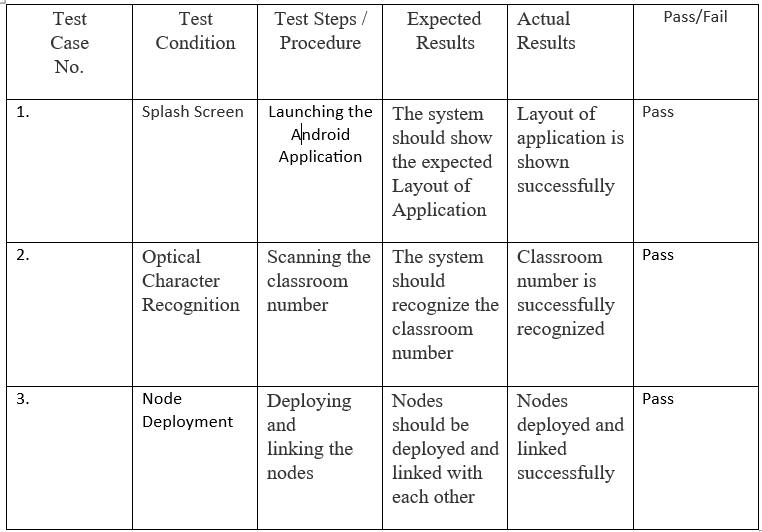 Test
Case
No.
Test
Condition
Test Steps /
Procedure
Expected
Results
Actual
Results
Pass/Fail
1.
Splash Screen
Launching the
Android
Application
The system
should show
the expected
Layout of
Application
Layout of
application is
shown
successfully
Pass
2.
Optical
Character
Recognition
Scanning the
classroom
number
The system
should
recognize the
classroom
number
Classroom
number is
successfully
recognized
Pass
3.
Node
Deployment
Deploying
and
linking the
nodes
Nodes
should be
deployed and
linked with
each other
Nodes
deployed and
linked
successfully
Pass